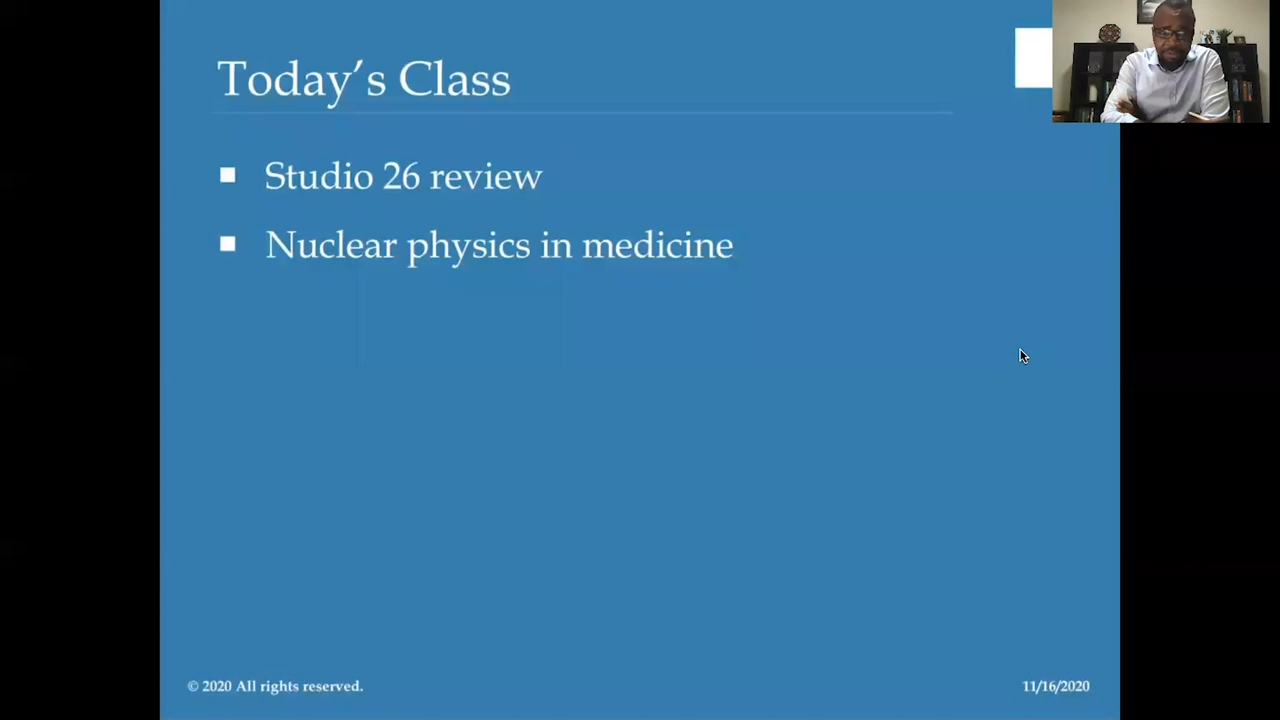 Today's Class
Studio 26 review
Nuclear physics in medicine
© 2020 All rights reserved.
11/16/2020